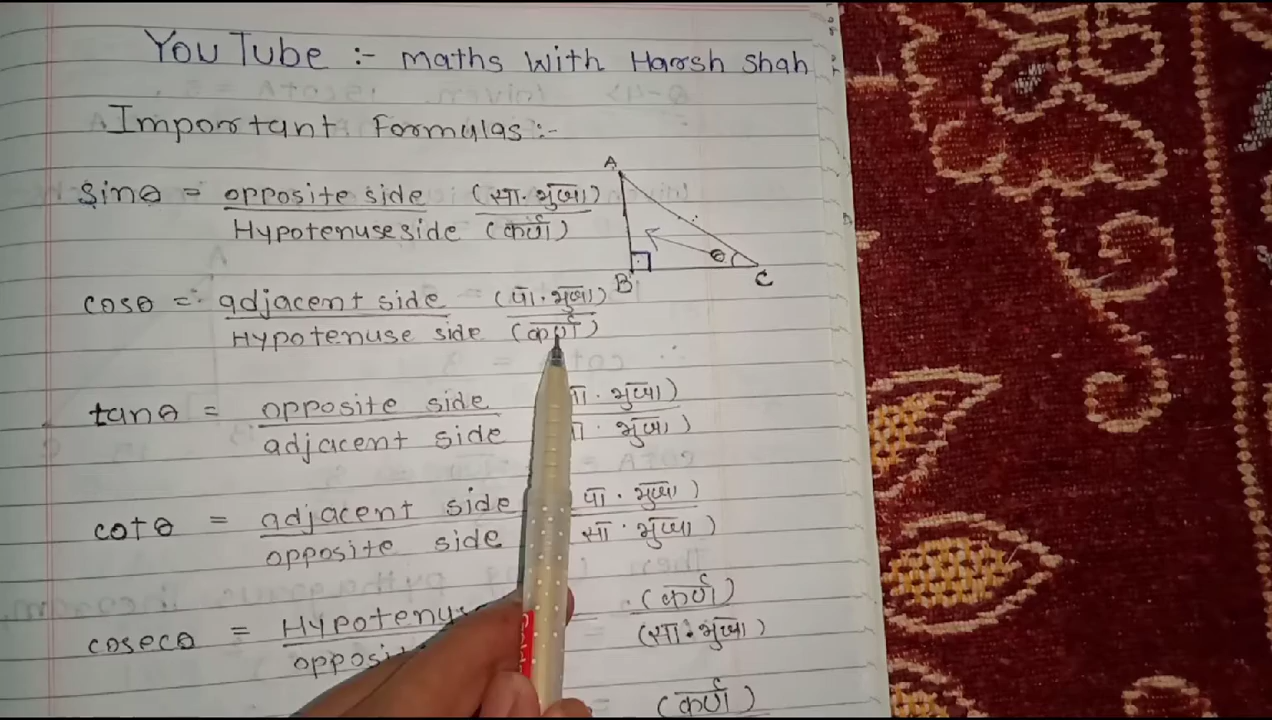 YouTube :- maths with Harsh shah
Important Formulas :-
sinθ = opposite side (सा. भुजा)
Hypotenuse side (कर्ण)
A
B
C
θ
cosθ = adjacent side = (पा. भुजा)
Hypotenuse side (कर्ण)
tanθ = opposite side भुजा)
adjacent side भुजा)
cotθ = adjacent side पा. भुजा)
opposite side सा. भुजा)
cosecθ = = (कर्ण)
(सा. भुजा)
= (कर्ण)